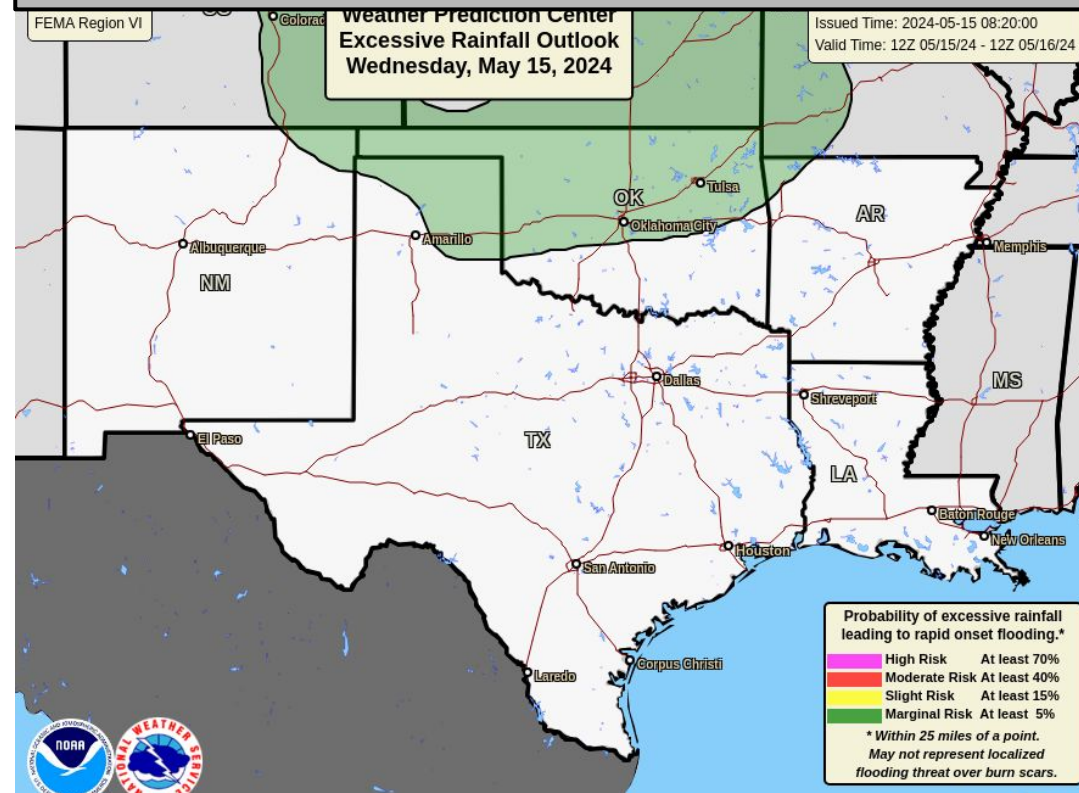 FEMA Region VI
Weather Prediction Center
Excessive Rainfall Outlook
Wednesday, May 15, 2024
Issued Time: 2024-05-15 08:20:00
Valid Time: 12Z 05/15/24 - 12Z 05/16/24
Colorad
Tulsa
OK
Oklahoma City
AR
Amarillo
Albuquerque
Memphis
NM
Dallas
MS
Shreveport
El Paso
TX
LA
Baton Rouge
New Orleans
Houston
San Antonio
Corpus Christi
Laredo
Probability of excessive rainfall
leading to rapid onset flooding.*
High Risk At least 70%
Moderate Risk At least 40%
Slight Risk At least 15%
Marginal Risk At least 5%
* Within 25 miles of a point.
May not represent localized
flooding threat over burn scars.
NOAA
NATIONAL WEATHER SERVICE